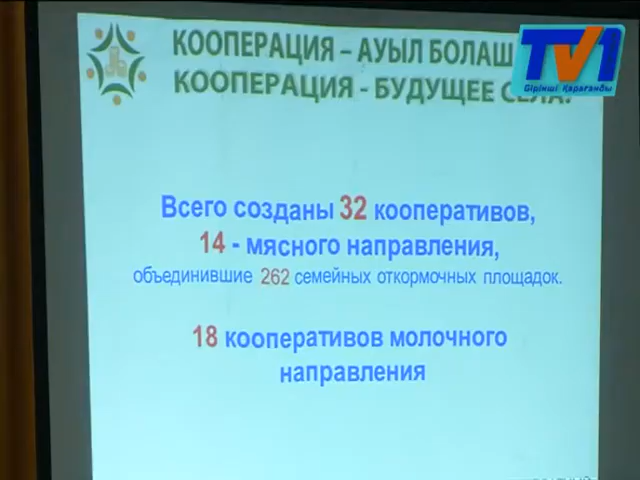 КООПЕРАЦИЯ – АУЫЛ БОЛАШ
КООПЕРАЦИЯ - БУДУЩЕЕ СЕЛА!
TV1
Бірінші Қарағанды
Всего созданы 32 кооперативов,
14 - мясного направления,
объединившие 262 семейных откормочных площадок.
18 кооперативов молочного
направления